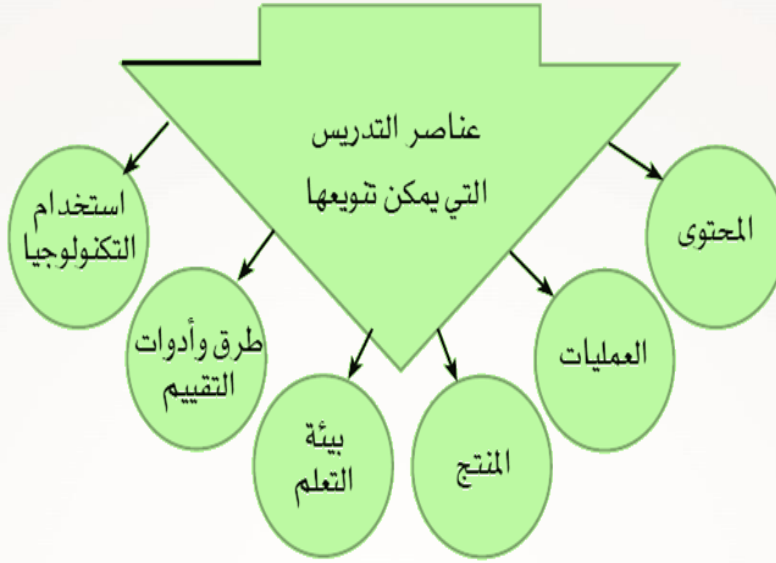 عناصر التدريس
التي يمكن تنويعها
المحتوى
العمليات
المنتج
بيئة
التعلم
طرق وأدوات
التقييم
استخدام
التكنولوجيا